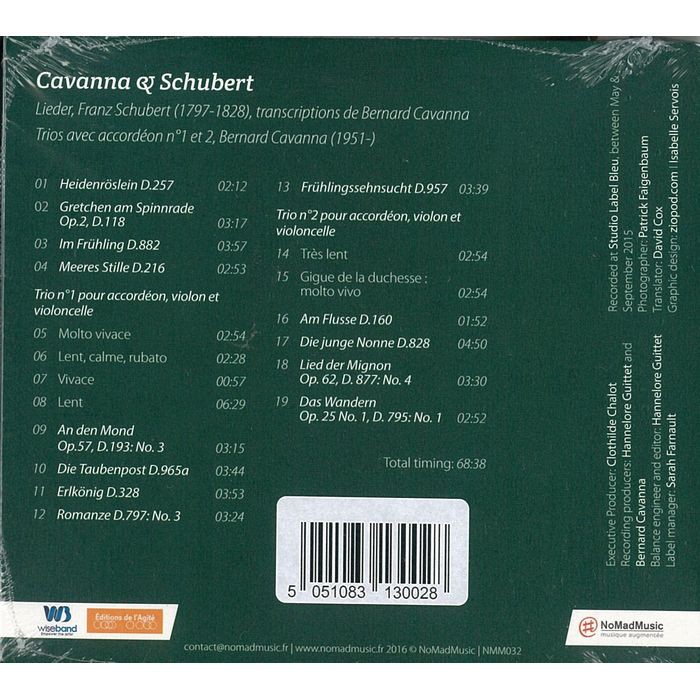 Cavanna & Schubert
Lieder, Franz Schubert (1797-1828), transcriptions de Bernard Cavanna
Trios avec accordéon n°1 et 2, Bernard Cavanna (1951-)
01 Heidenröslein D.257 02:12
02 Gretchen am Spinnrade
Op.2, D.118 03:17
03 Im Frühling D.882 03:57
04 Meeres Stille D.216 02:53
Trio n°1 pour accordéon, violon et
violoncelle
05 Molto vivace 02:54
06 Lent, calme, rubato 02:28
07 Vivace 00:57
08 Lent 06:29
09 An den Mond
Op.57, D.193: No. 3 03:15
10 Die Taubenpost D.965a 03:44
11 Erlkönig D.328 03:53
12 Romanze D.797: No. 3 03:24
13 Frühlingssehnsucht D.957 03:39
Trio n°2 pour accordéon, violon et
violoncelle
14 Très lent 02:54
15 Gigue de la duchesse :
molto vivo 02:54
16 Am Flusse D.160 01:52
17 Die junge Nonne D.828 04:50
18 Lied der Mignon
Op. 62, D. 877: No. 4 03:30
19 Das Wandern
Op. 25 No. 1, D. 795: No. 1 02:52
Total timing: 68:38
Recorded at Studio Label Bleu, between May &
September 2015
Photographer: Patrick Faigenbaum
Translator: David Cox
Graphic design: ziopod.com | Isabelle Servois
Executive Producer: Clothilde Chalot
Recording producers: Hannelore Guittet and
Bernard Cavanna
Balance engineer and editor: Hannelore Guittet
Label manager: Sarah Farnault
5 051083 130028
WB
wiseband
Empower the artist
Éditions de l'Agité
NoMadMusic
musique augmentée
contact@nomadmusic.fr | www.nomadmusic.fr 2016 © NoMadMusic | NMM032